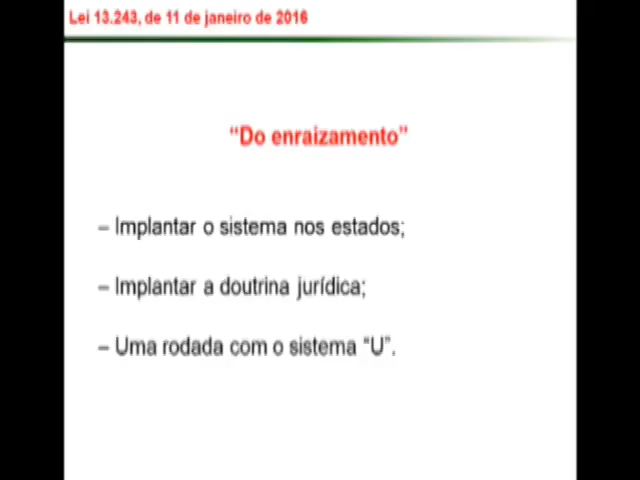 Lei 13.243, de 11 de janeiro de 2016
“Do enraizamento”
– Implantar o sistema nos estados;
– Implantar a doutrina jurídica;
– Uma rodada com o sistema “U”.